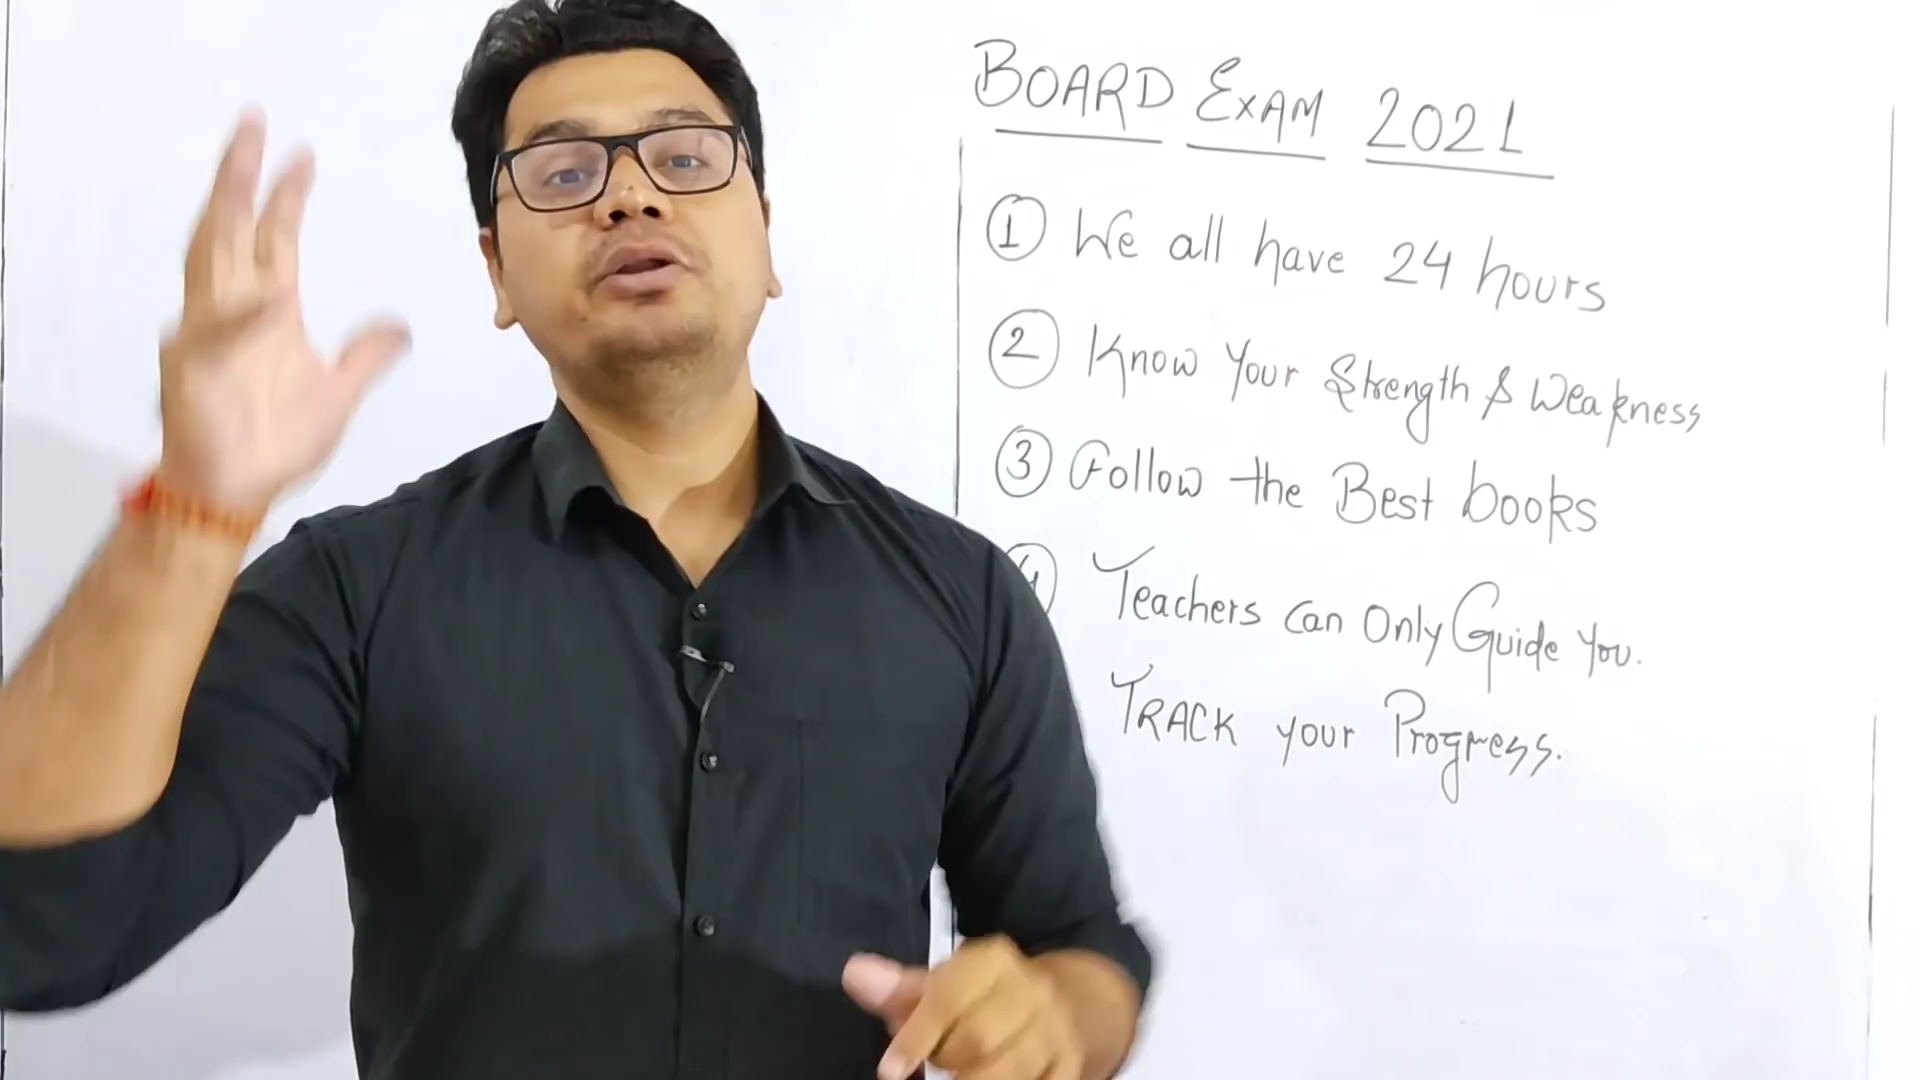 BOARD EXAM 2021
1 We all have 24 hours
2 Know Your Strength & Weakness
3 Follow the Best books
4 Teachers can Only Guide You.
TRACK your Progress.